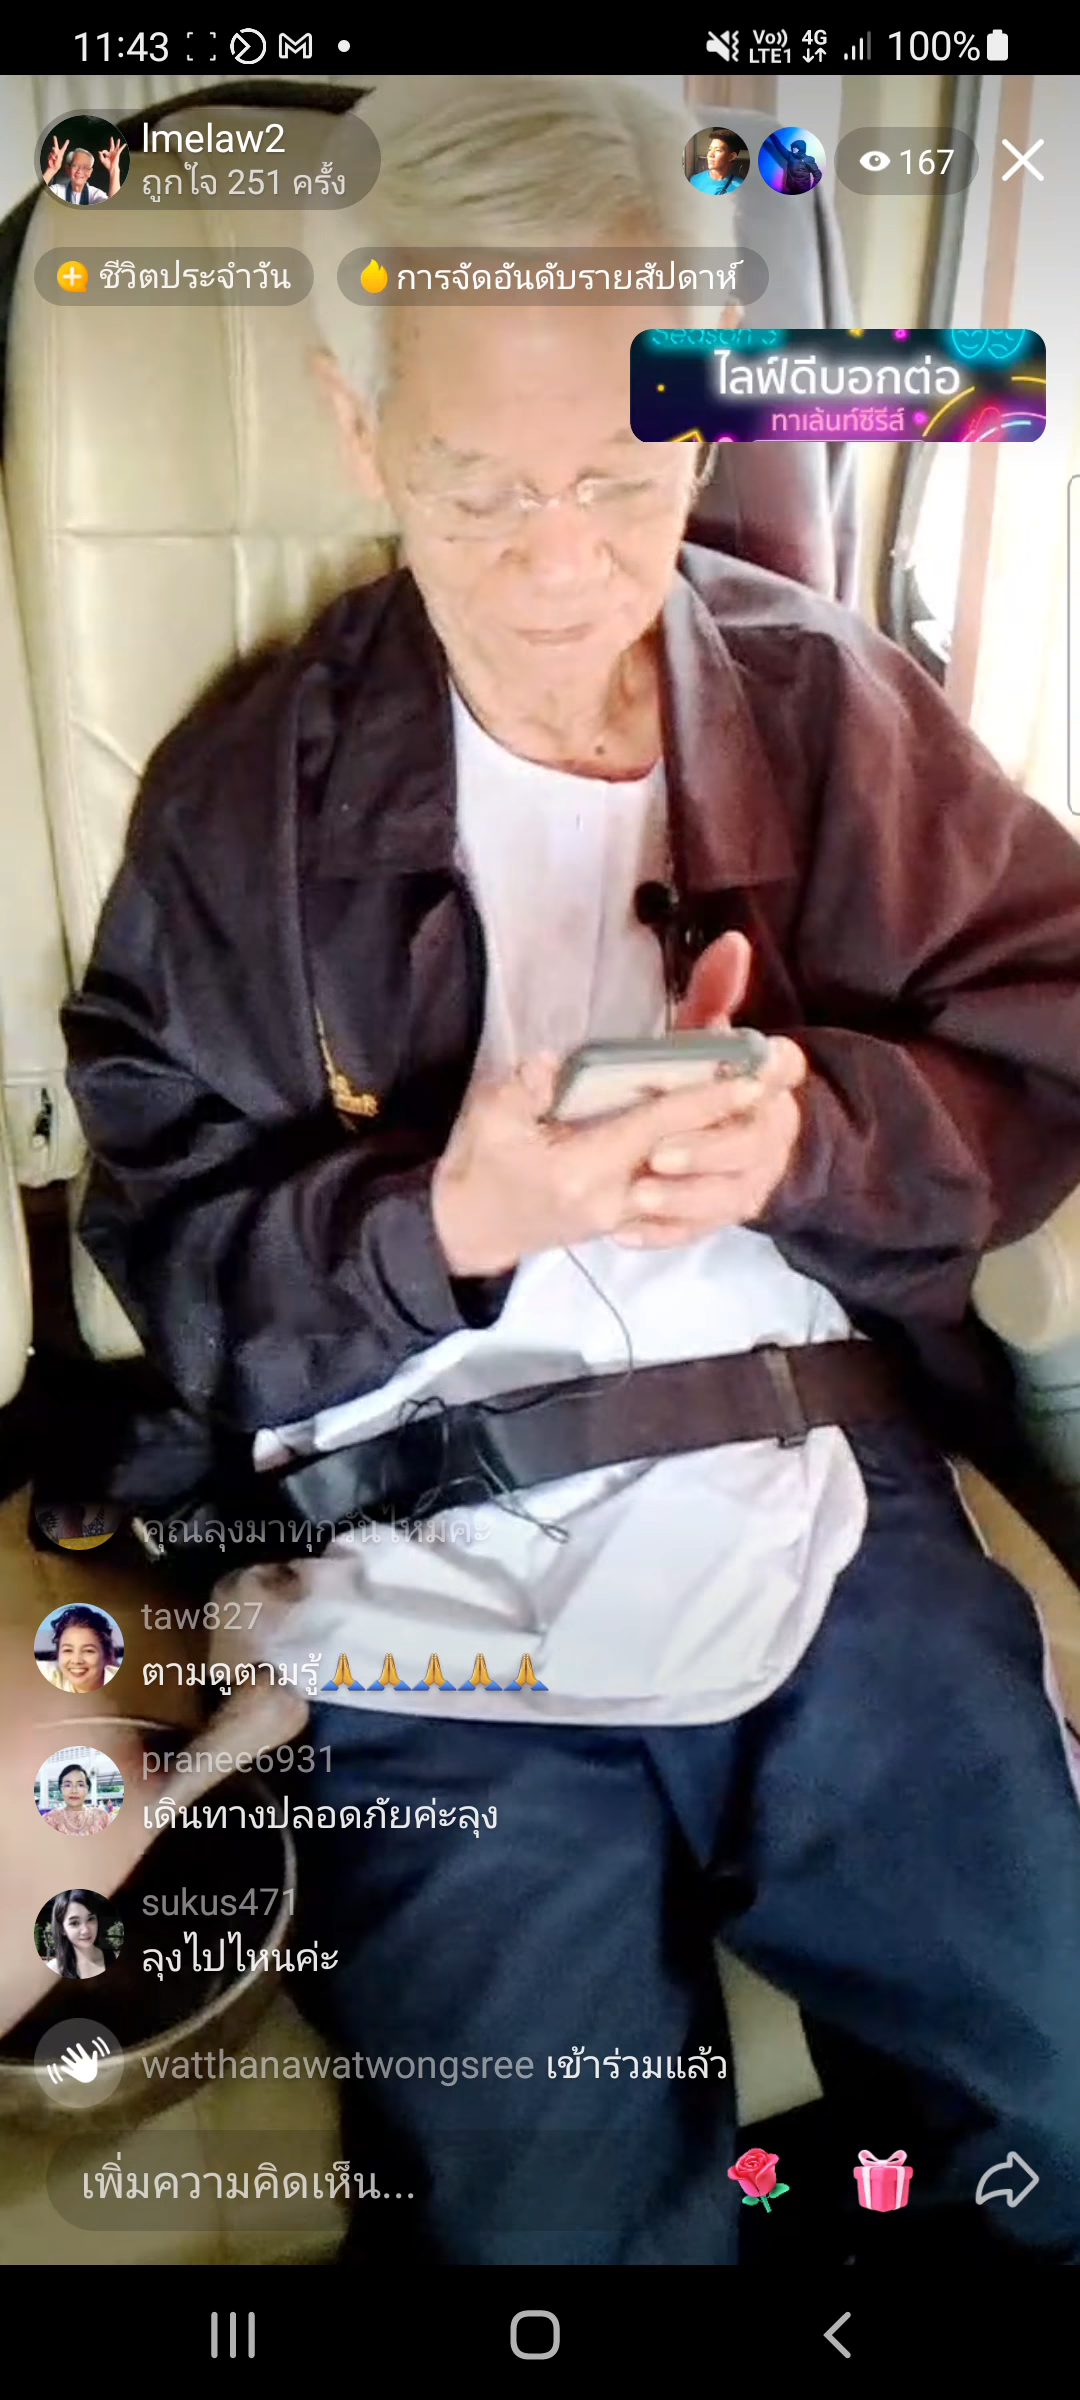 11:43
Vo)) LTE1 4G 100%
lmelaw2
ถูกใจ 251 ครั้ง
167
ชีวิตประจำวัน
การจัดอันดับรายสัปดาห์
Season 3
ไลฟ์ดีบอกต่อ
ทาเล้นท์ซีรีส์
คุณลุงมาทุกวันไหมคะ
taw827
ตามดูตามรู้🙏🙏🙏🙏🙏
pranee6931
เดินทางปลอดภัยค่ะลุง
sukus471
ลุงไปไหนค่ะ
watthanawatwongsree เข้าร่วมแล้ว
เพิ่มความคิดเห็น...